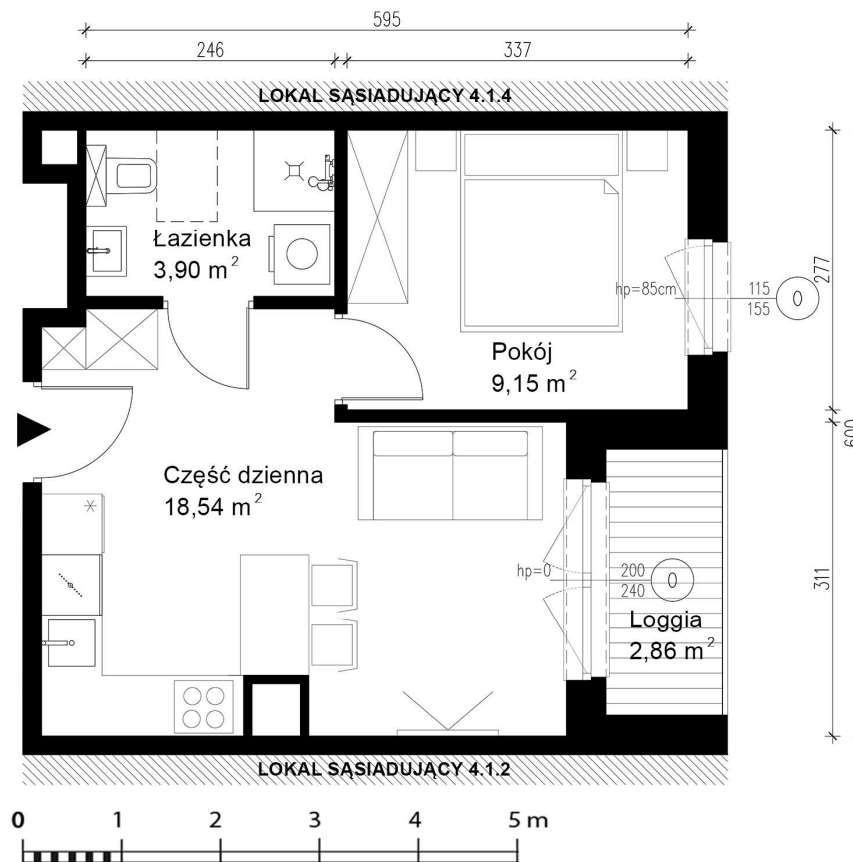 595
246
337
LOKAL SĄSIADUJĄCY 4.1.4
Łazienka
3,90 m²
hp=85cm
115
155
0
277
Pokój
9,15 m²
600
Część dzienna
18,54 m²
hp=0
200
240
0
311
Loggia
2,86 m²
LOKAL SĄSIADUJĄCY 4.1.2
0 1 2 3 4 5 m